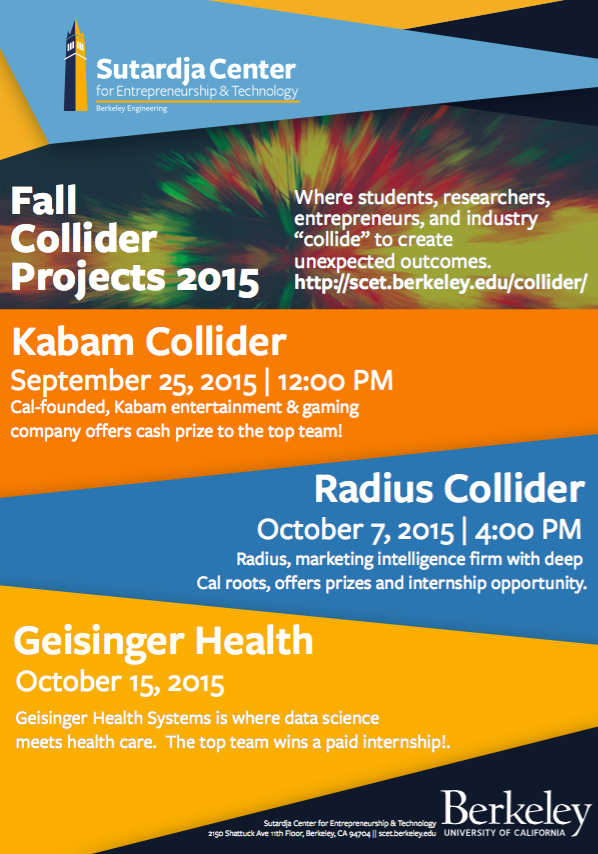 Sutardja Center
for Entrepreneurship & Technology
Berkeley Engineering
Fall
Collider
Projects 2015
Where students, researchers,
entrepreneurs, and industry
“collide” to create
unexpected outcomes.
http://scet.berkeley.edu/collider/
Kabam Collider
September 25, 2015 | 12:00 PM
Cal-founded, Kabam entertainment & gaming
company offers cash prize to the top team!
Radius Collider
October 7, 2015 | 4:00 PM
Radius, marketing intelligence firm with deep
Cal roots, offers prizes and internship opportunity.
Geisinger Health
October 15, 2015
Geisinger Health Systems is where data science
meets health care.  The top team wins a paid internship!.
Sutardja Center for Entrepreneurship & Technology
2150 Shattuck Ave 11th Floor, Berkeley, CA 94704 || scet.berkeley.edu
Berkeley
UNIVERSITY OF CALIFORNIA